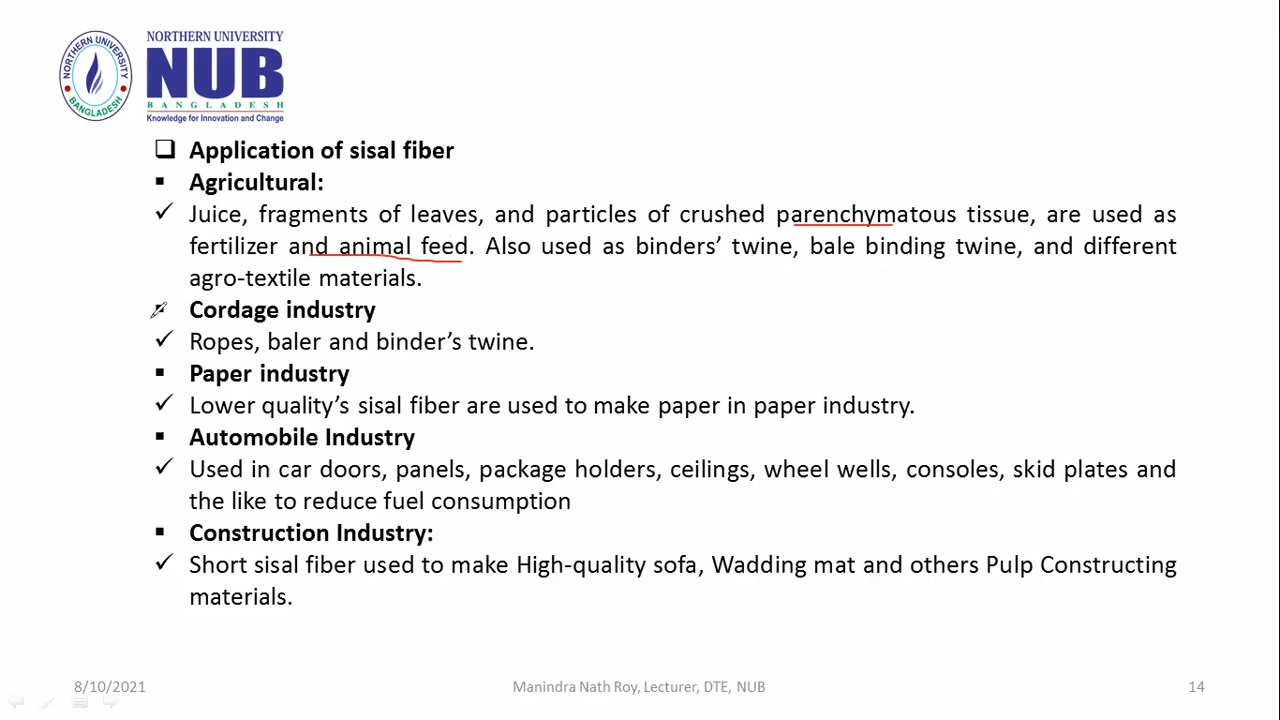 NORTHERN UNIVERSITY
BANGLADESH
NORTHERN UNIVERSITY
NUB
BANGLADESH
Knowledge for Innovation and Change
Application of sisal fiber
Agricultural:
Juice, fragments of leaves, and particles of crushed parenchymatous tissue, are used as
fertilizer and animal feed. Also used as binders’ twine, bale binding twine, and different
agro-textile materials.
Cordage industry
Ropes, baler and binder’s twine.
Paper industry
Lower quality’s sisal fiber are used to make paper in paper industry.
Automobile Industry
Used in car doors, panels, package holders, ceilings, wheel wells, consoles, skid plates and
the like to reduce fuel consumption
Construction Industry:
Short sisal fiber used to make High-quality sofa, Wadding mat and others Pulp Constructing
materials.
8/10/2021
Manindra Nath Roy, Lecturer, DTE, NUB
14